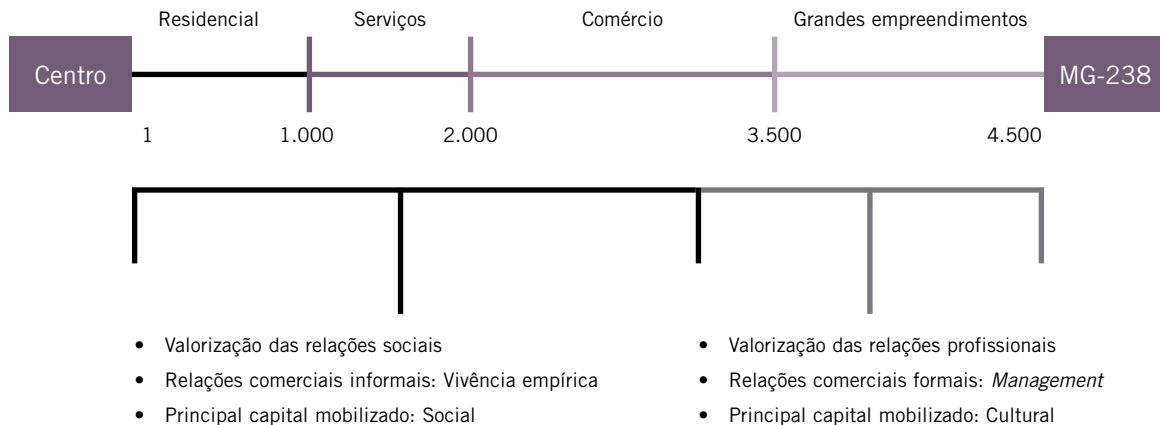 Residencial Serviços Comércio Grandes empreendimentos
Centro MG-238
1 1.000 2.000 3.500 4.500
• Valorização das relações sociais
• Relações comerciais informais: Vivência empírica
• Principal capital mobilizado: Social
• Valorização das relações profissionais
• Relações comerciais formais: Management
• Principal capital mobilizado: Cultural